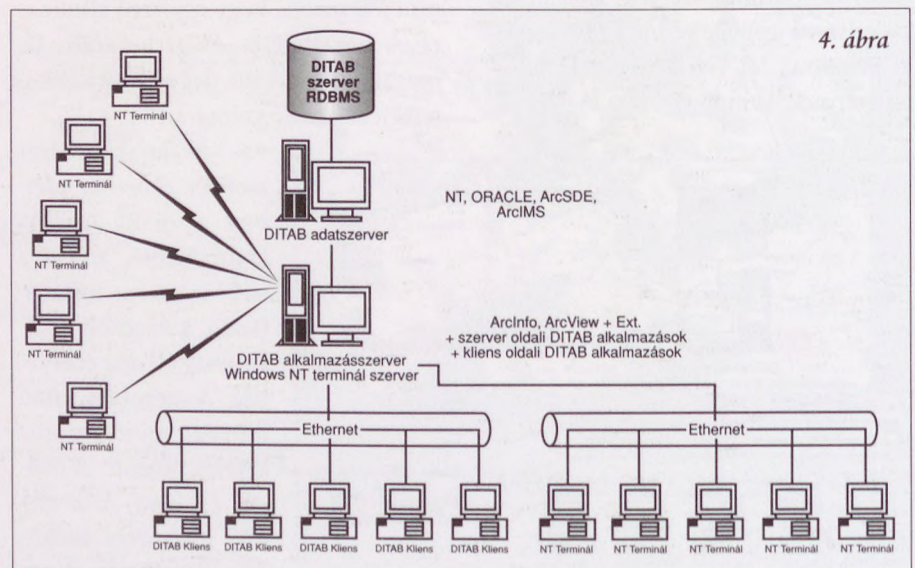 4. ábra
DITAB
szerver
RDBMS
NT Terminál
NT Terminál
NT Terminál
NT Terminál
NT Terminál
NT, ORACLE, ArcSDE,
ArcIMS
DITAB adatszerver
ArcInfo, ArcView + Ext.
+ szerver oldali DITAB alkalmazások
+ kliens oldali DITAB alkalmazások
DITAB alkalmazásszerver
Windows NT terminál szerver
Ethernet
Ethernet
DITAB Kliens
DITAB Kliens
DITAB Kliens
DITAB Kliens
DITAB Kliens
NT Terminál
NT Terminál
NT Terminál
NT Terminál
NT Terminál